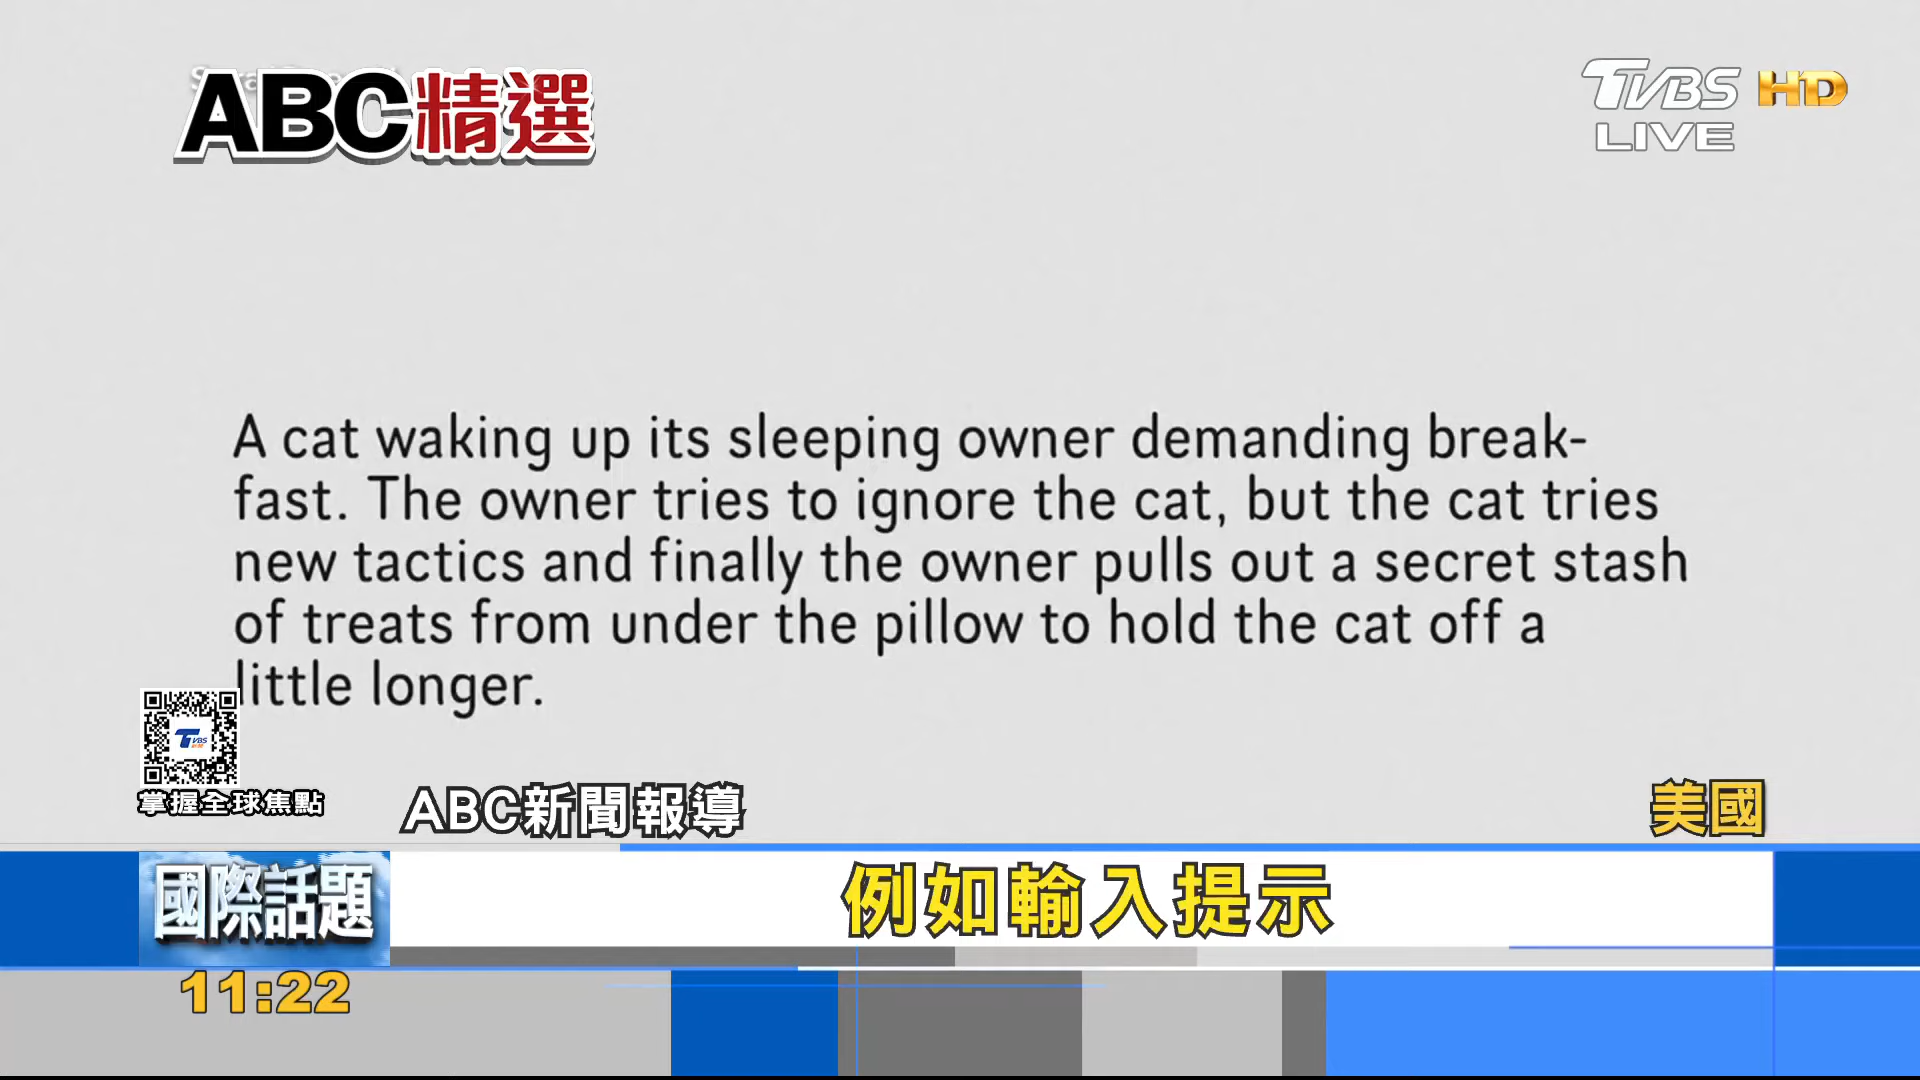 ABC精選
TVBS HD
LIVE
A cat waking up its sleeping owner demanding break-
fast. The owner tries to ignore the cat, but the cat tries
new tactics and finally the owner pulls out a secret stash
of treats from under the pillow to hold the cat off a
little longer.
TVBS
掌握全球焦點
ABC新聞報導
美國
國際話題
例如輸入提示
11:22